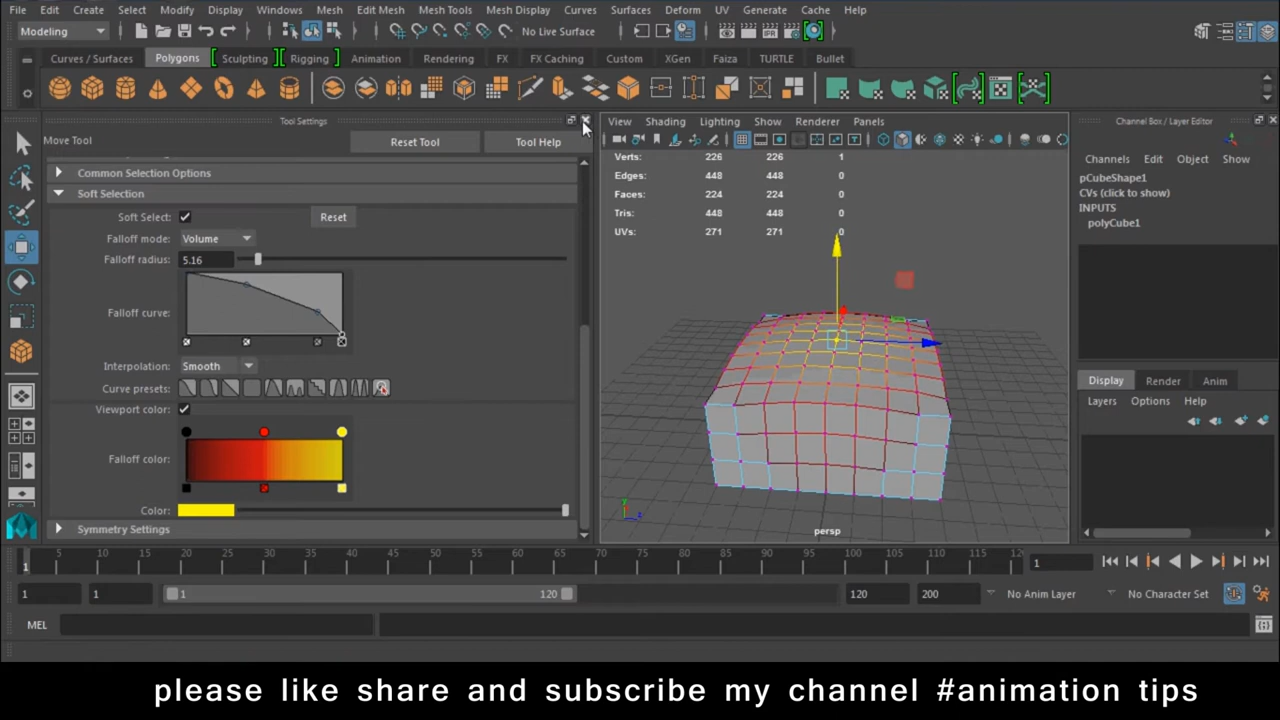 File Edit Create Select Modify Display Windows Mesh Edit Mesh Mesh Tools Mesh Display Curves Surfaces Deform UV Generate Cache Help
Modeling No Live Surface
Curves / Surfaces Polygons Sculpting Rigging Animation Rendering FX FX Caching Custom XGen Faiza TURTLE Bullet
Tool Settings
Move Tool Reset Tool Tool Help
Common Selection Options
Soft Selection
Soft Select: Reset
Falloff mode: Volume
Falloff radius: 5.16
Falloff curve:
Interpolation: Smooth
Curve presets:
Viewport color:
Falloff color:
Color:
Symmetry Settings
View Shading Lighting Show Renderer Panels
Verts: 226 226 1
Edges: 448 448 0
Faces: 224 224 0
Tris: 448 448 0
UVs: 271 271 0
y
z
persp
Channel Box / Layer Editor
Channels Edit Object Show
pCubeShape1
CVs (click to show)
INPUTS
polyCube1
Display Render Anim
Layers Options Help
5 10 15 20 25 30 35 40 45 50 55 60 65 70 75 80 85 90 95 100 105 110 115 12
1
1
1 1 1 120 120 200 No Anim Layer No Character Set
MEL
please like share and subscribe my channel #animation tips